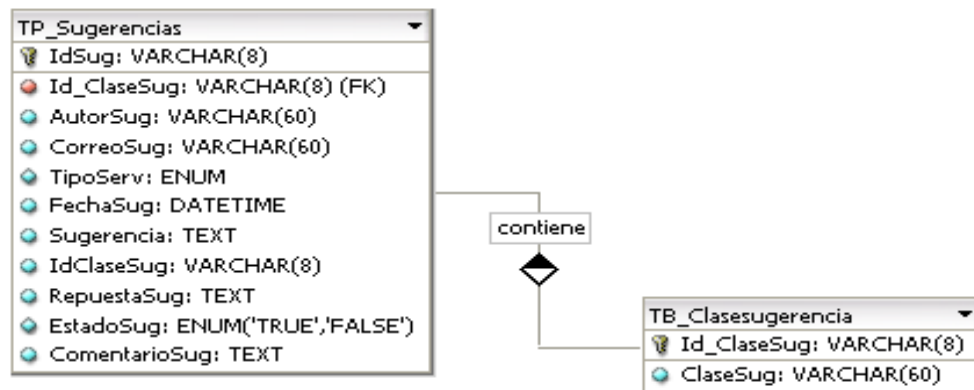 TP_Sugerencias
IdSug: VARCHAR(8)
Id_ClaseSug: VARCHAR(8) (FK)
AutorSug: VARCHAR(60)
CorreoSug: VARCHAR(60)
TipoServ: ENUM
FechaSug: DATETIME
Sugerencia: TEXT
IdClaseSug: VARCHAR(8)
RepuestaSug: TEXT
EstadoSug: ENUM('TRUE','FALSE')
ComentarioSug: TEXT
contiene
TB_Clasesugerencia
Id_ClaseSug: VARCHAR(8)
ClaseSug: VARCHAR(60)